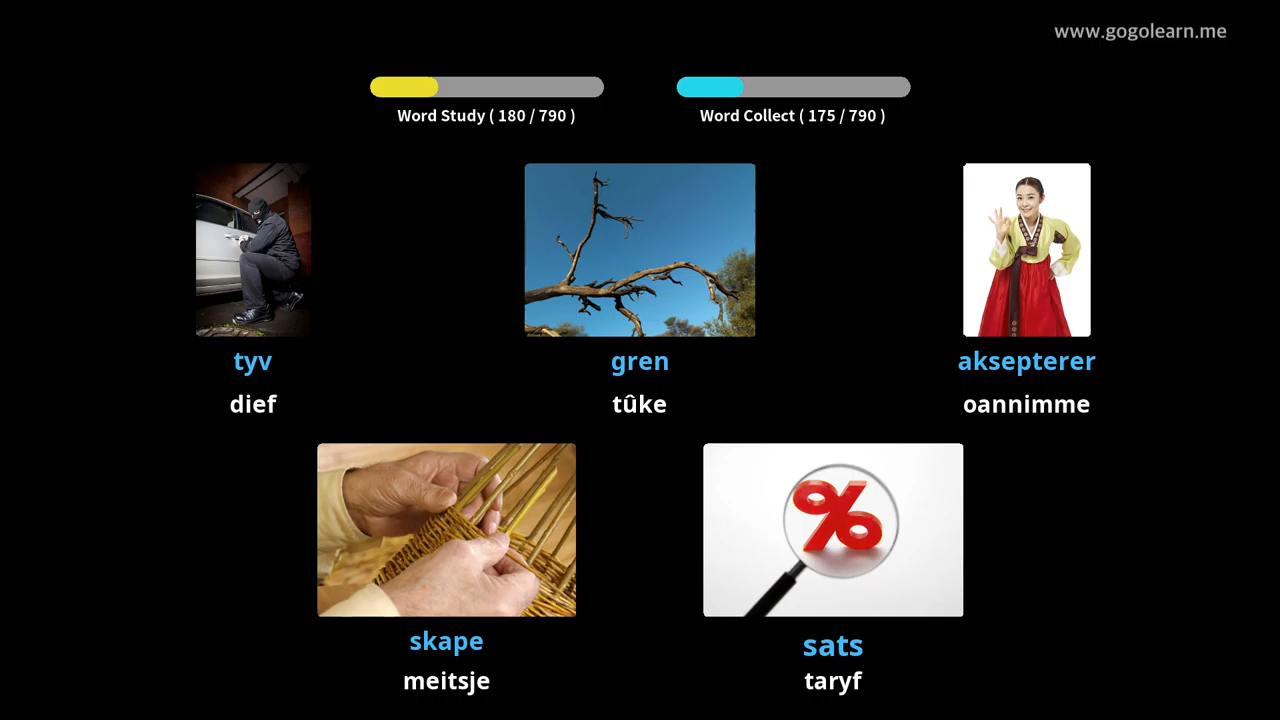 www.gogolearn.me
Word Study ( 180 / 790 )
Word Collect ( 175 / 790 )
tyv
dief
gren
tûke
aksepterer
oannimme
skape
meitsje
%
sats
taryf